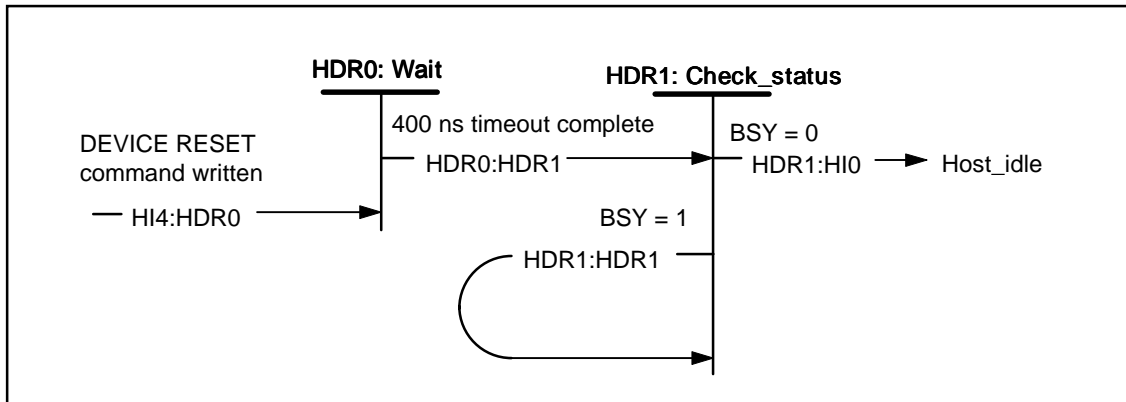 HDR0: Wait
HDR1: Check_status
400 ns timeout complete
BSY = 0
DEVICE RESET
command written
HDR0:HDR1
HDR1:HI0
Host_idle
HI4:HDR0
BSY = 1
HDR1:HDR1